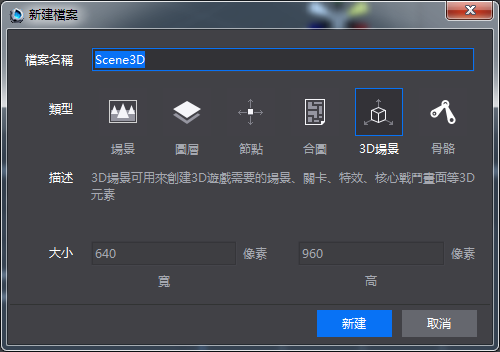 新建檔案
檔案名稱
Scene3D
類型
場景 圖層 節點 合圖 3D場景 骨骼
描述
3D場景可用來創建3D遊戲需要的場景、關卡、特效、核心戰鬥畫面等3D
元素
大小
640 像素 960 像素
寬 高
新建 取消